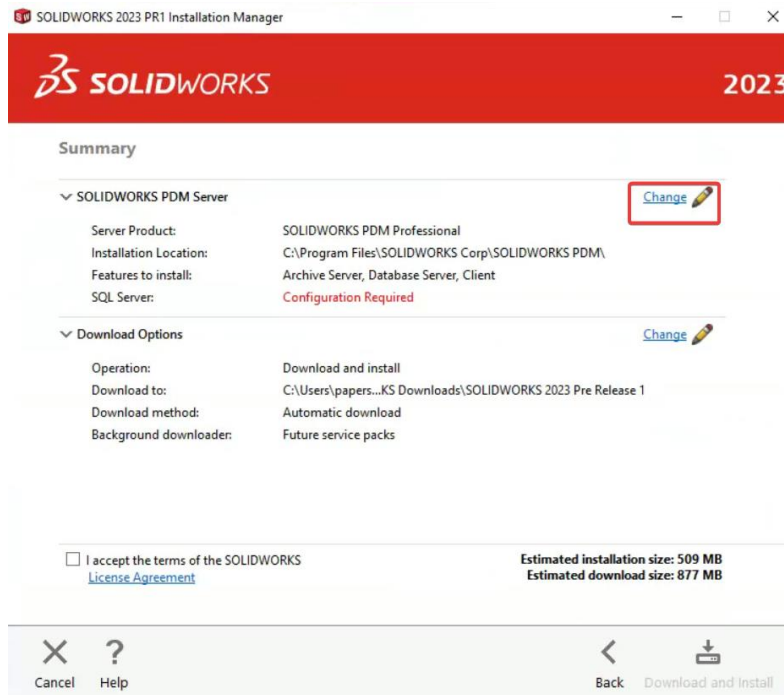 SOLIDWORKS 2023 PR1 Installation Manager
SOLIDWORKS 2023
Summary
SOLIDWORKS PDM Server Change
Server Product: SOLIDWORKS PDM Professional
Installation Location: C:\Program Files\SOLIDWORKS Corp\SOLIDWORKS PDM\
Features to install: Archive Server, Database Server, Client
SQL Server: Configuration Required
Download Options Change
Operation: Download and install
Download to: C:\Users\papers...KS Downloads\SOLIDWORKS 2023 Pre Release 1
Download method: Automatic download
Background downloader: Future service packs
I accept the terms of the SOLIDWORKS Estimated installation size: 509 MB
License Agreement Estimated download size: 877 MB
Cancel Help Back Download and Install